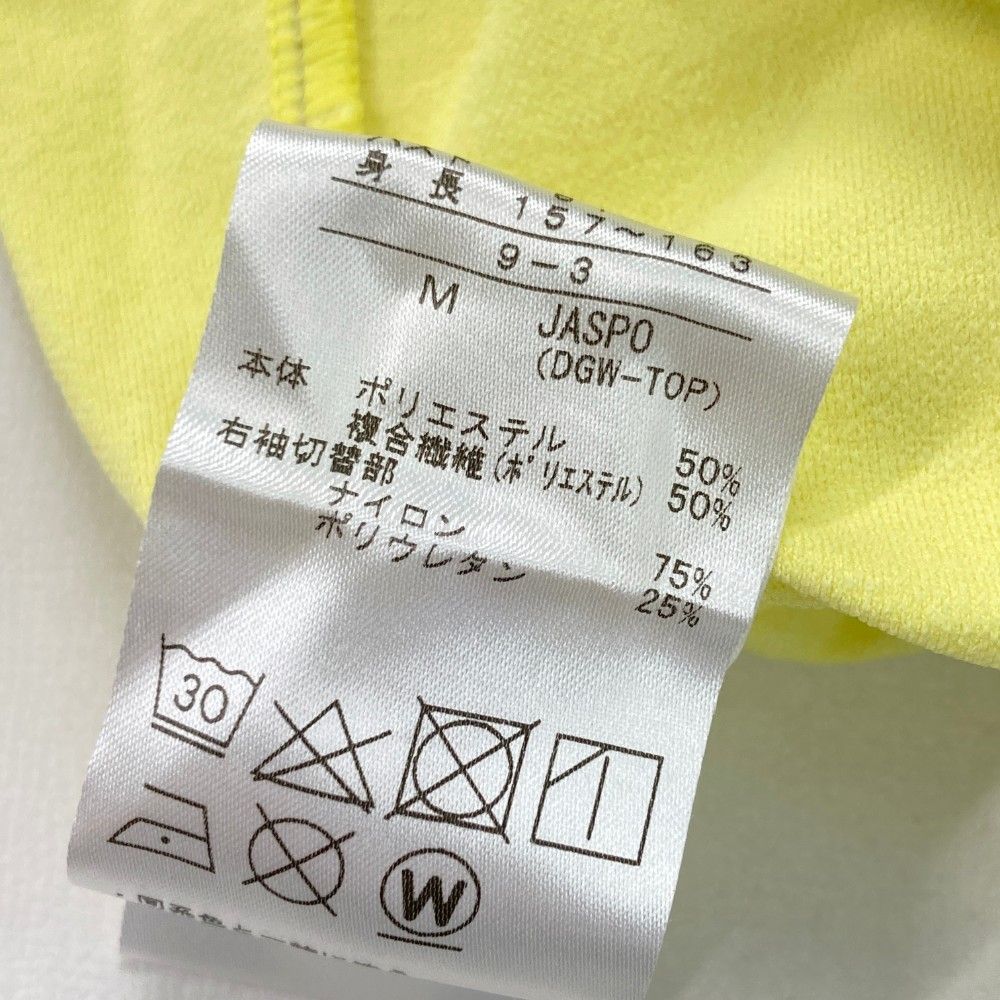 身長 157〜163
9-3
M JASPO
(DGW-TOP)
本体 ポリエステル 50%
複合繊維(ポリエステル) 50%
右袖切替部
ナイロン 75%
ポリウレタン 25%
30
W